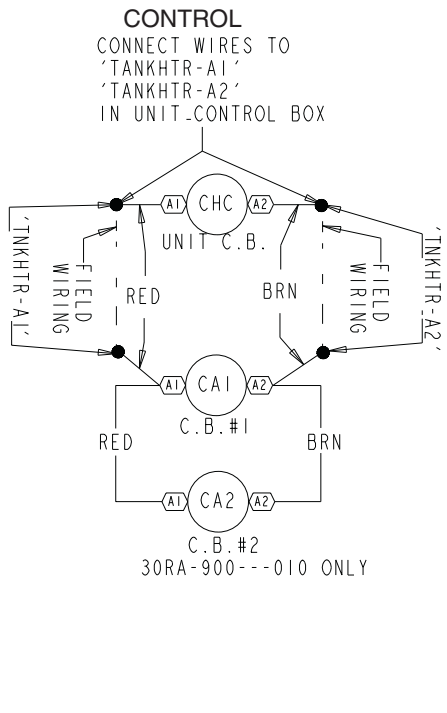 CONTROL
CONNECT WIRES TO
'TANKHTR-A1'
'TANKHTR-A2'
IN UNIT CONTROL BOX
A1
CHC
A2
UNIT C.B.
'TNKHTR-A1'
FIELD
WIRING
RED
BRN
FIELD
WIRING
'TNKHTR-A2'
A1
CA1
A2
C.B.#1
RED
BRN
A1
CA2
A2
C.B.#2
30RA-900---010 ONLY